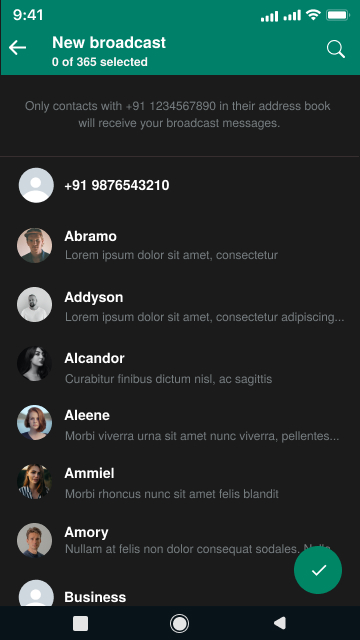 9:41
New broadcast
0 of 365 selected
Only contacts with +91 1234567890 in their address book
will receive your broadcast messages.
+91 9876543210
Abramo
Lorem ipsum dolor sit amet, consectetur
Addyson
Lorem ipsum dolor sit amet, consectetur adipiscing...
Alcandor
Curabitur finibus dictum nisl, ac sagittis
Aleene
Morbi viverra urna sit amet nunc viverra, pellentes...
Ammiel
Morbi rhoncus nunc sit amet felis blandit
Amory
Nullam at felis non dolor consequat sodales.
Business